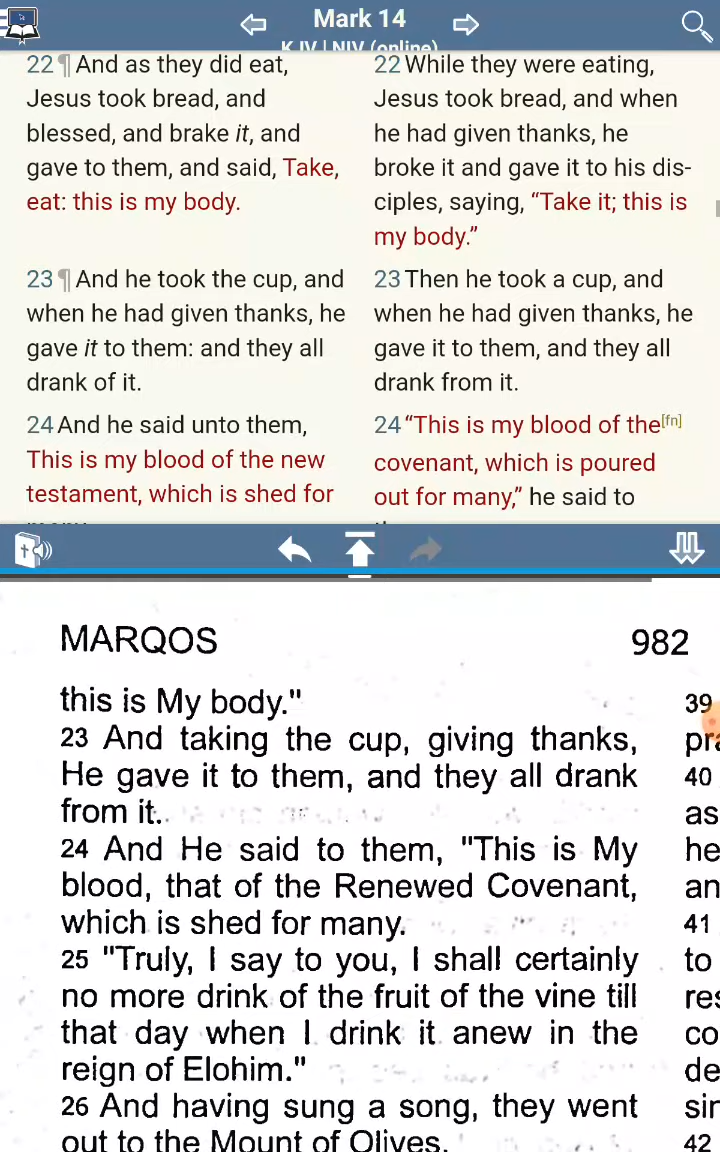 Mark 14
KJV | NIV (online)
22 ¶ And as they did eat,
Jesus took bread, and
blessed, and brake it, and
gave to them, and said, Take,
eat: this is my body.
23 ¶ And he took the cup, and
when he had given thanks, he
gave it to them: and they all
drank of it.
24 And he said unto them,
This is my blood of the new
testament, which is shed for
many.
22 While they were eating,
Jesus took bread, and when
he had given thanks, he
broke it and gave it to his dis-
ciples, saying, “Take it; this is
my body.”
23 Then he took a cup, and
when he had given thanks, he
gave it to them, and they all
drank from it.
24 “This is my blood of the[fn]
covenant, which is poured
out for many,” he said to
MARQOS
982
this is My body."
23 And taking the cup, giving thanks,
He gave it to them, and they all drank
from it.
24 And He said to them, "This is My
blood, that of the Renewed Covenant,
which is shed for many.
25 "Truly, I say to you, I shall certainly
no more drink of the fruit of the vine till
that day when I drink it anew in the
reign of Elohim."
26 And having sung a song, they went
out to the Mount of Olives.
39
40
as
he
an
41
to
res
co
de
sir
42